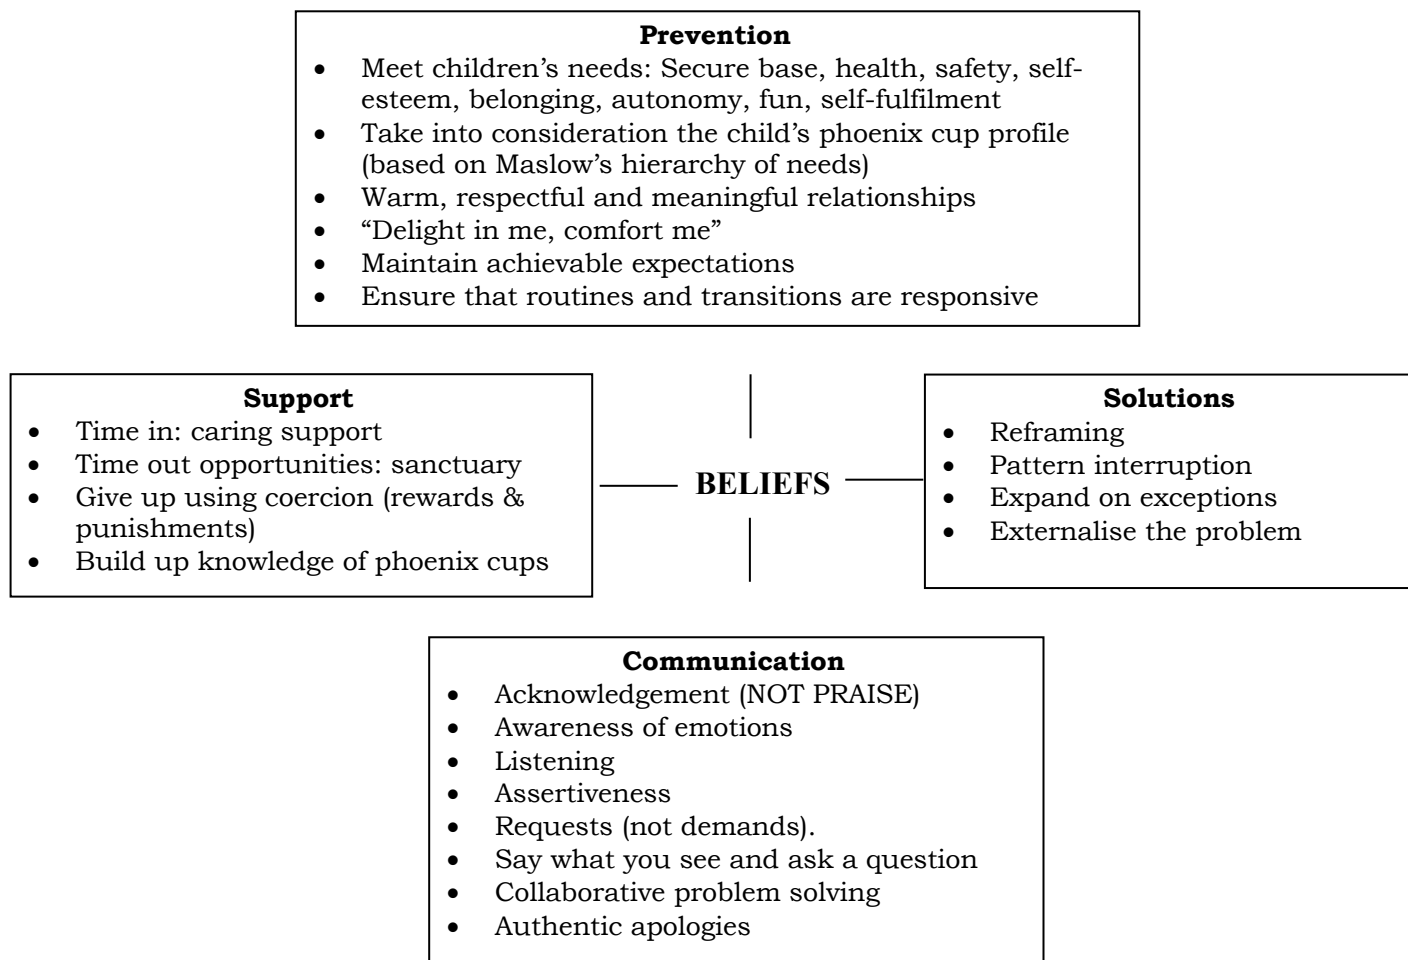 Prevention
• Meet children’s needs: Secure base, health, safety, self-
esteem, belonging, autonomy, fun, self-fulfilment
• Take into consideration the child’s phoenix cup profile
(based on Maslow’s hierarchy of needs)
• Warm, respectful and meaningful relationships
• “Delight in me, comfort me”
• Maintain achievable expectations
• Ensure that routines and transitions are responsive
Support
• Time in: caring support
• Time out opportunities: sanctuary
• Give up using coercion (rewards &
punishments)
• Build up knowledge of phoenix cups
BELIEFS
Solutions
• Reframing
• Pattern interruption
• Expand on exceptions
• Externalise the problem
Communication
• Acknowledgement (NOT PRAISE)
• Awareness of emotions
• Listening
• Assertiveness
• Requests (not demands).
• Say what you see and ask a question
• Collaborative problem solving
• Authentic apologies